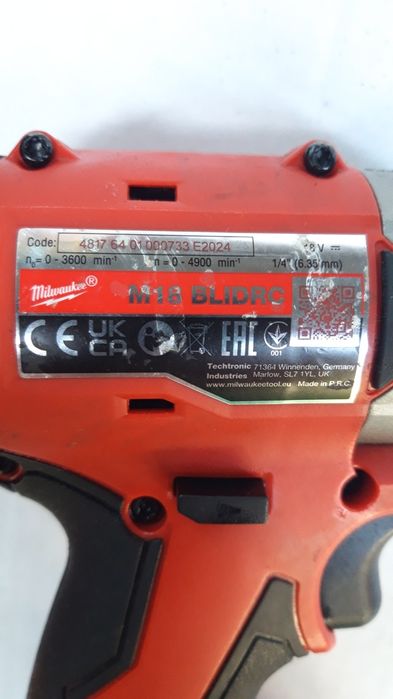 Code: 4817 64 01 000733 E2024
18 V ⎓
n₀= 0 - 3600 min⁻¹ n = 0 - 4900 min⁻¹ 1/4" (6.35 mm)
Milwaukee® M18 BLIDRC
CE UK CA EAC 001
Techtronic 71364 Winnenden, Germany
Industries Marlow, SL7 1YL, UK
www.milwaukeetool.eu Made in P.R.C.